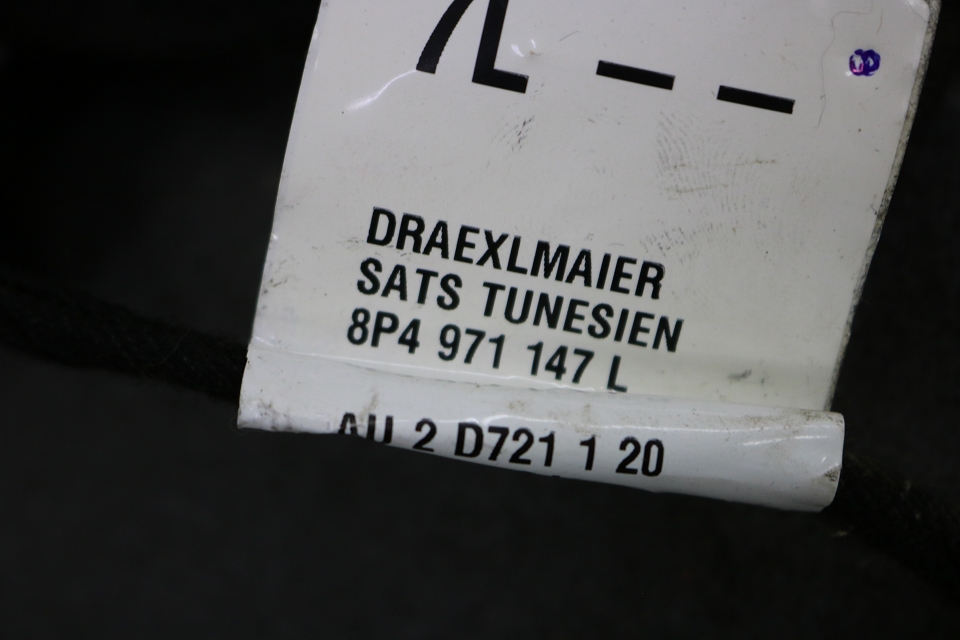 L – –
DRAEXLMAIER
SATS TUNESIEN
8P4 971 147 L
AU 2 D721 1 20